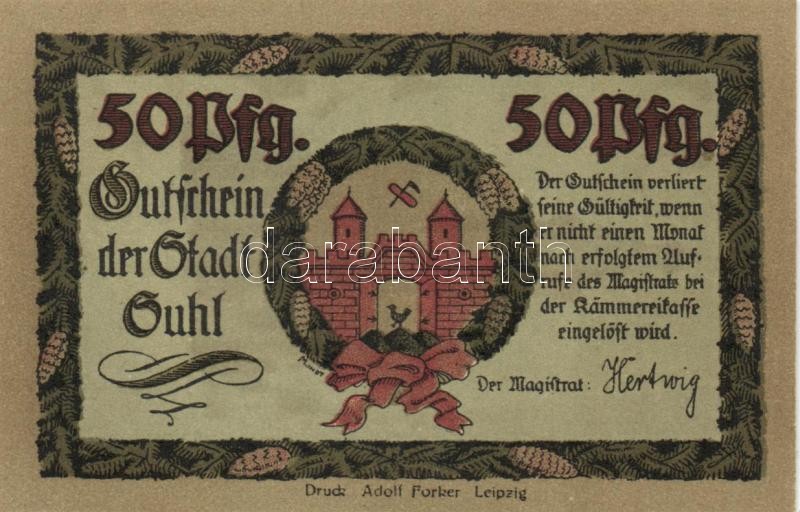 50 Pfg.
50 Pfg.
Gutschein
der Stadt
Suhl
Der Gutschein verliert
seine Gültigkeit, wenn
er nicht einen Monat
nach erfolgtem Auf-
rufe des Magistrats bei
der Kämmereikasse
eingelöst wird.
Der Magistrat: Hertwig
Druck Adolf Forker Leipzig
darabanth